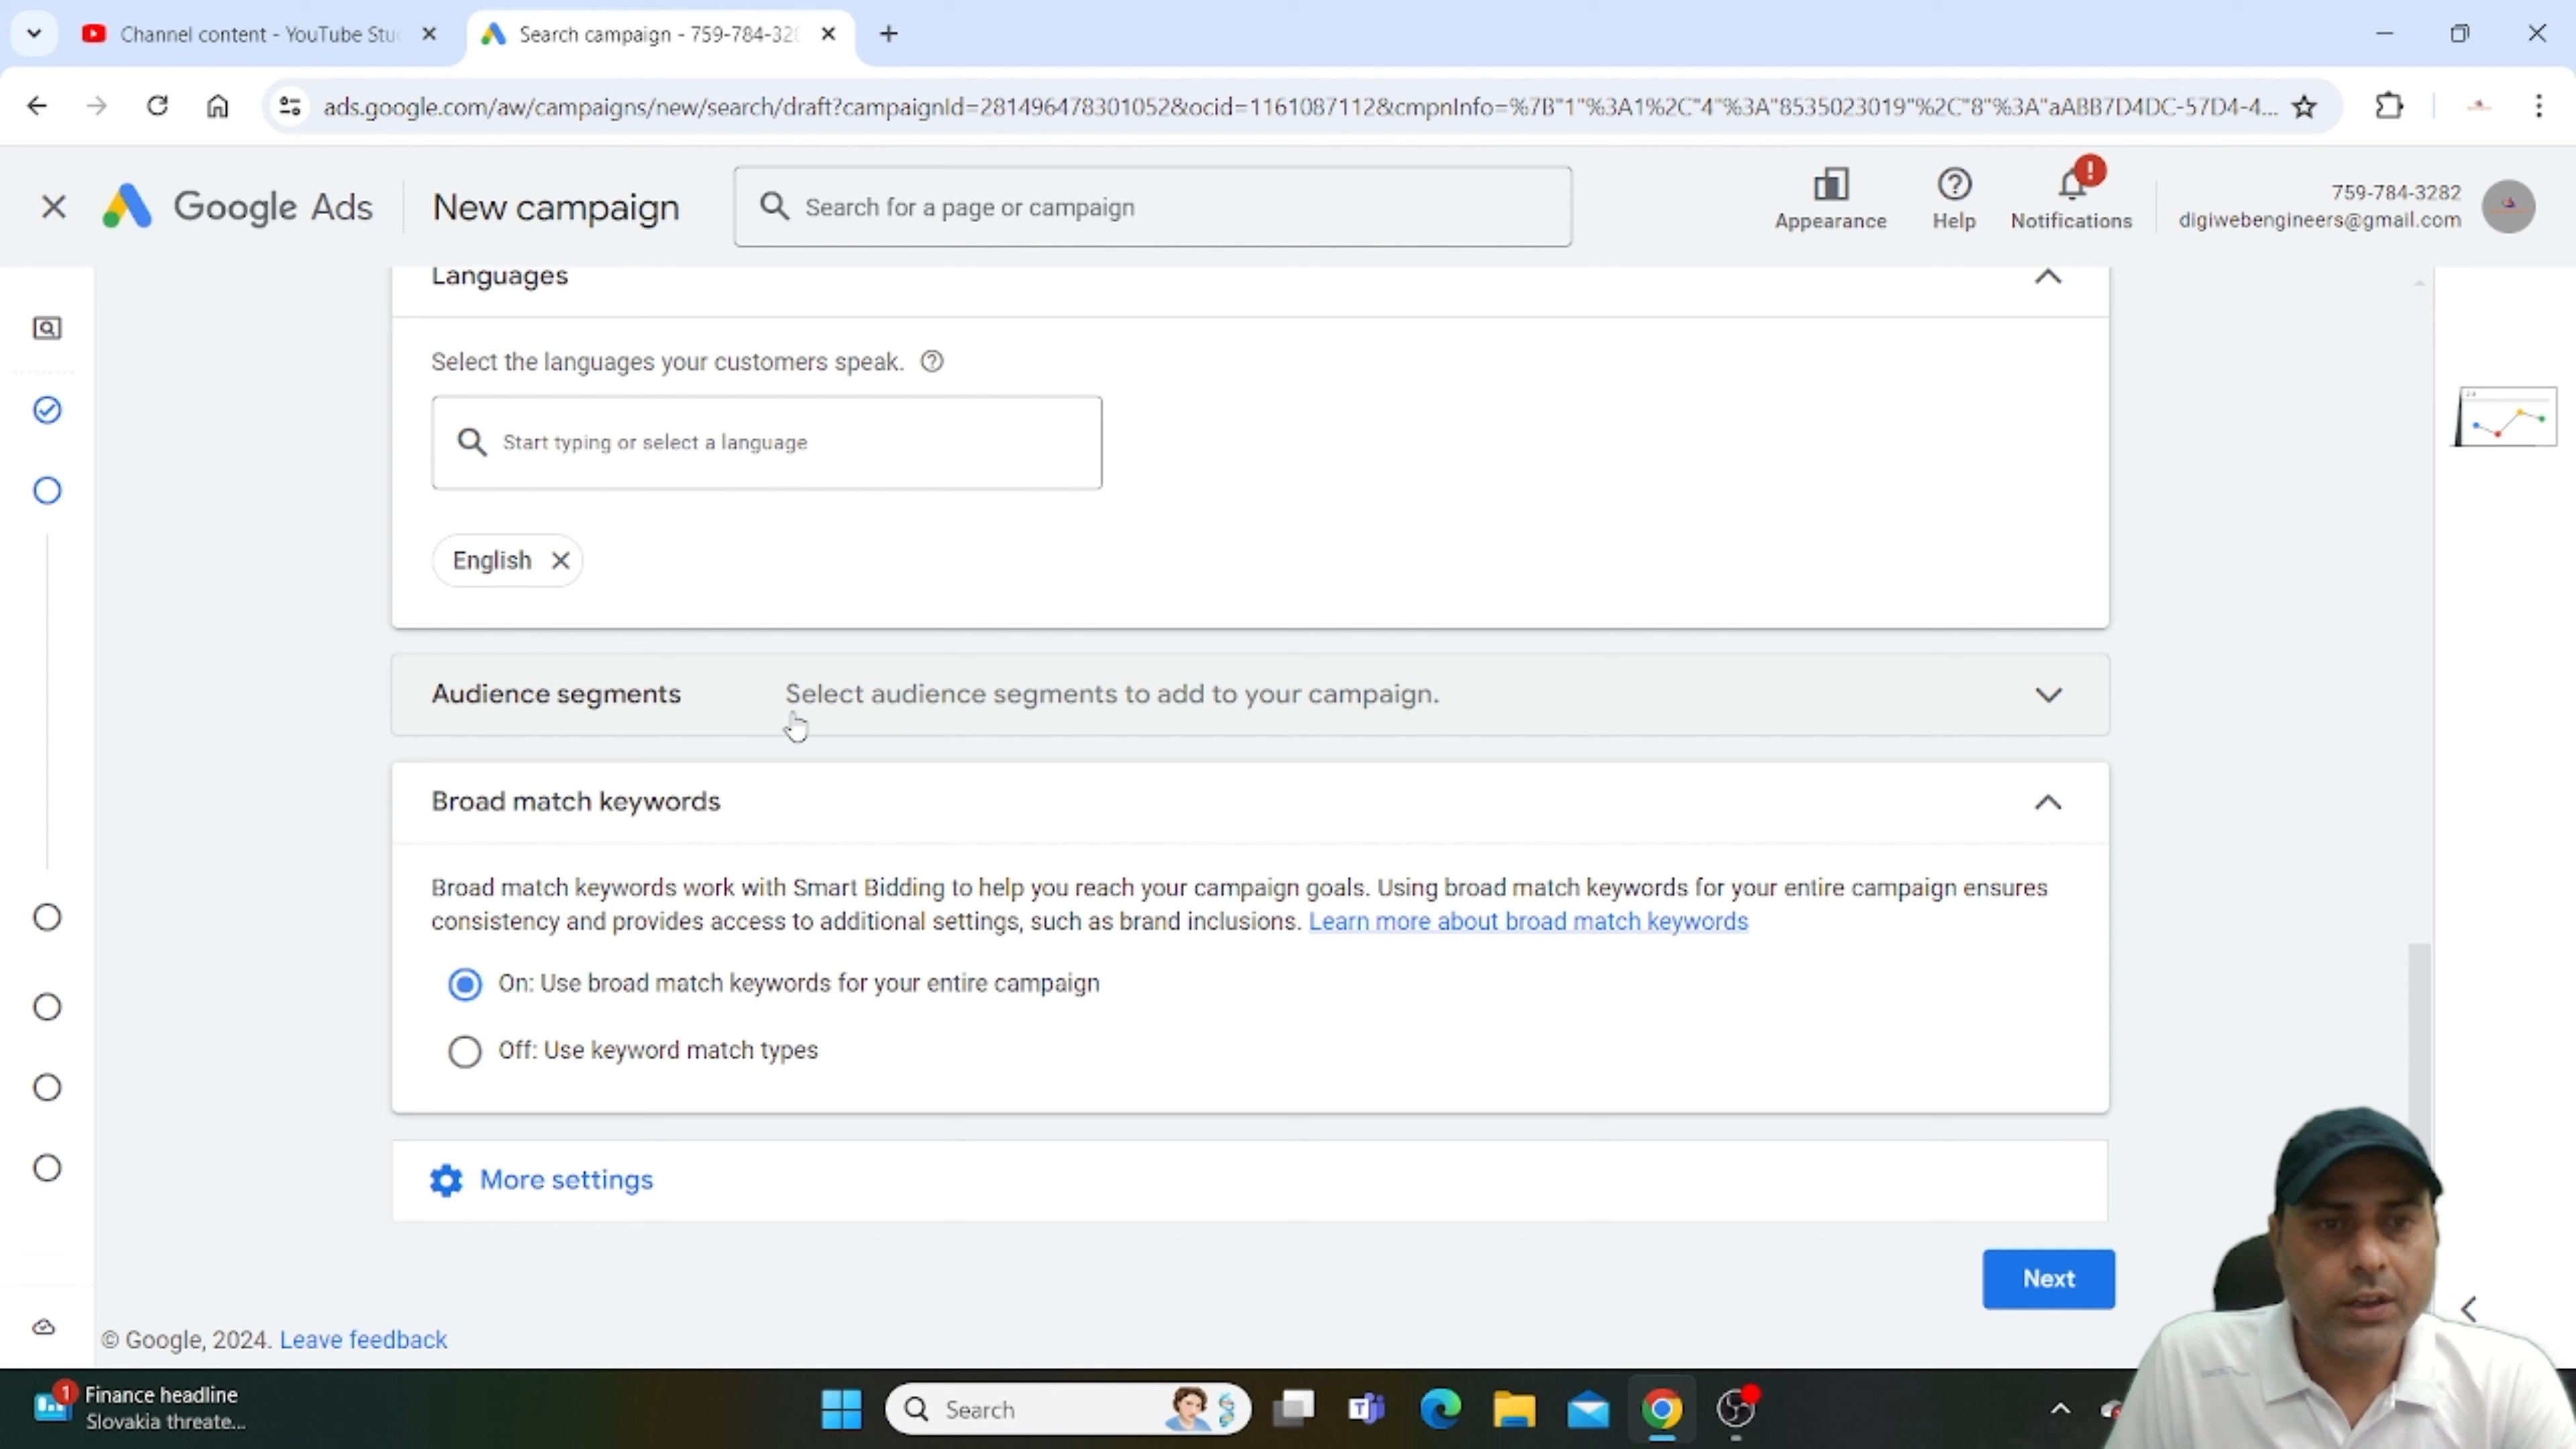 Channel content - YouTube Stu
Search campaign - 759-784-328
ads.google.com/aw/campaigns/new/search/draft?campaignId=281496478301052&ocid=1161087112&cmpnInfo=%7B"1"%3A1%2C"4"%3A"8535023019"%2C"8"%3A"aABB7D4DC-57D4-4...
Google Ads
New campaign
Search for a page or campaign
Appearance
Help
Notifications
759-784-3282
digiwebengineers@gmail.com
Languages
Select the languages your customers speak.
Start typing or select a language
English
Audience segments
Select audience segments to add to your campaign.
Broad match keywords
Broad match keywords work with Smart Bidding to help you reach your campaign goals. Using broad match keywords for your entire campaign ensures
consistency and provides access to additional settings, such as brand inclusions. Learn more about broad match keywords
On: Use broad match keywords for your entire campaign
Off: Use keyword match types
More settings
Next
© Google, 2024. Leave feedback
1
Finance headline
Slovakia threate...
Search